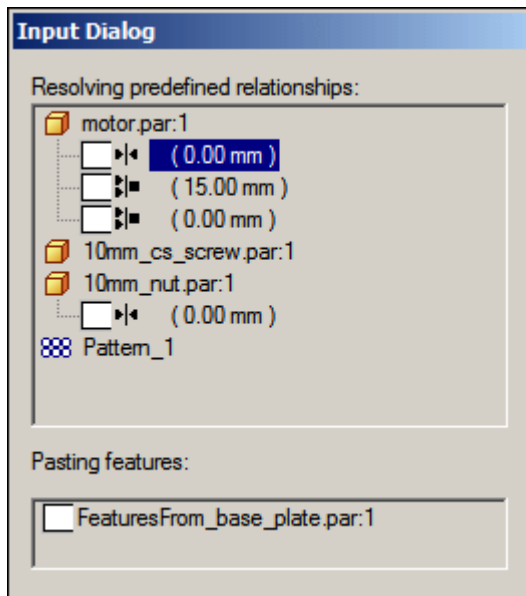 Input Dialog
Resolving predefined relationships:
motor.par:1
( 0.00 mm )
( 15.00 mm )
( 0.00 mm )
10mm_cs_screw.par:1
10mm_nut.par:1
( 0.00 mm )
Pattern_1
Pasting features:
FeaturesFrom_base_plate.par:1